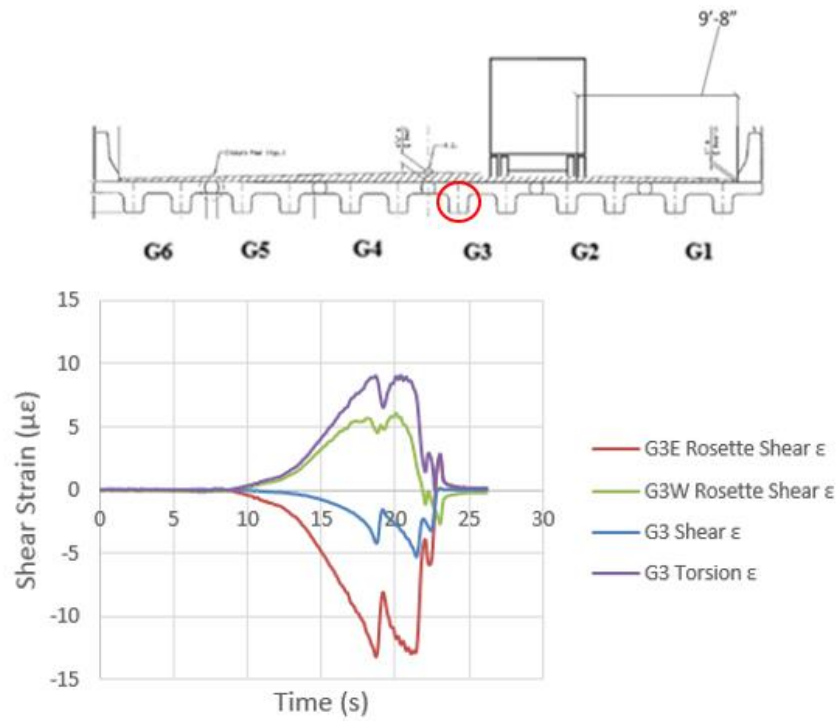 9'-8"
G6 G5 G4 G3 G2 G1
15
10
5
0
-5
-10
-15
0 5 10 15 20 25 30
Shear Strain (με)
Time (s)
G3E Rosette Shear ε
G3W Rosette Shear ε
G3 Shear ε
G3 Torsion ε